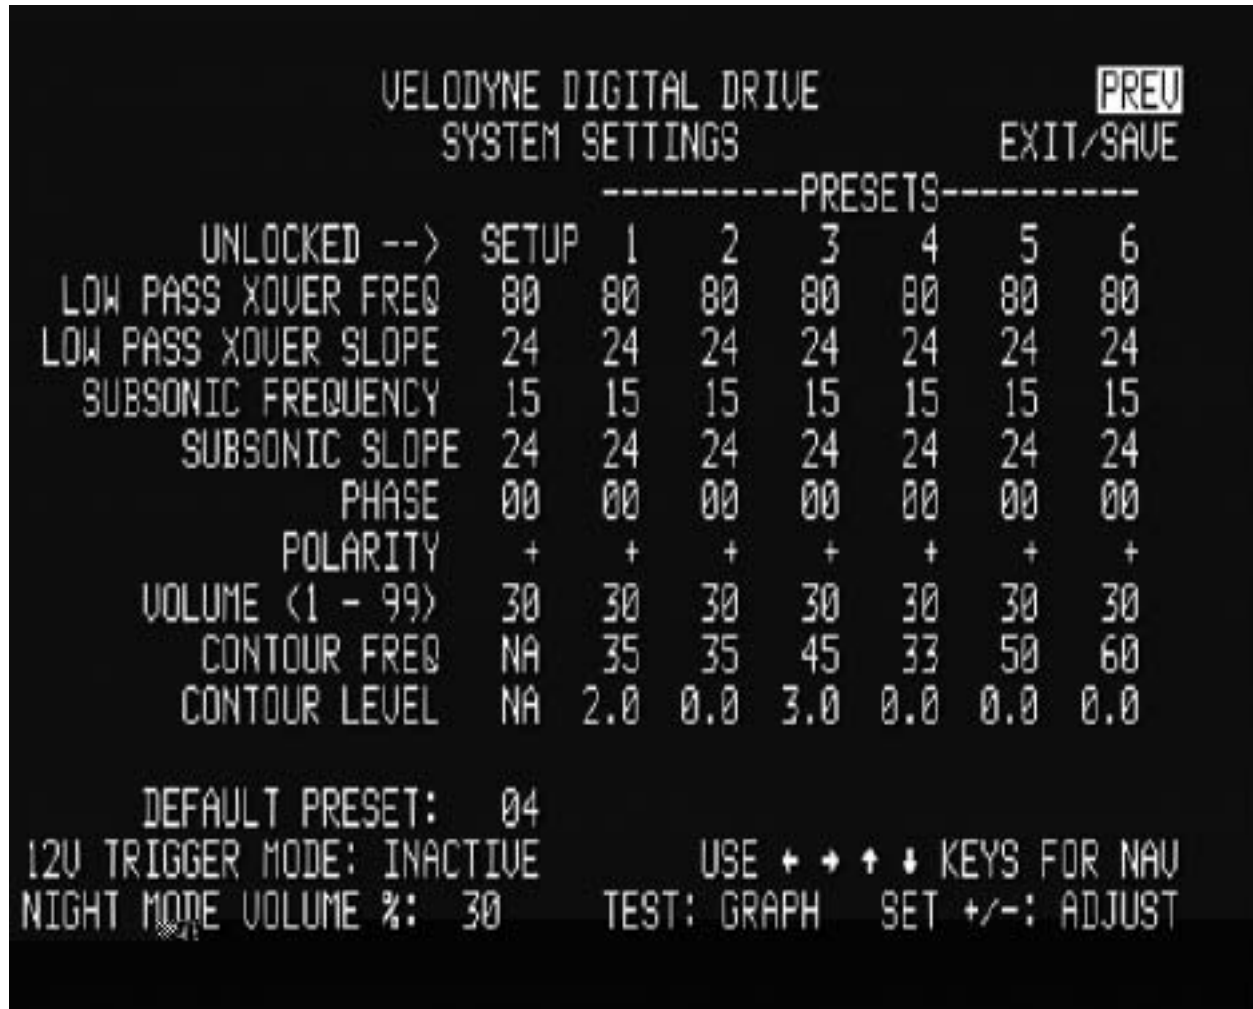 VELODYNE DIGITAL DRIVE PREV
SYSTEM SETTINGS EXIT/SAVE
----------PRESETS----------
UNLOCKED --> SETUP 1 2 3 4 5 6
LOW PASS XOVER FREQ 80 80 80 80 80 80 80
LOW PASS XOVER SLOPE 24 24 24 24 24 24 24
SUBSONIC FREQUENCY 15 15 15 15 15 15 15
SUBSONIC SLOPE 24 24 24 24 24 24 24
PHASE 00 00 00 00 00 00 00
POLARITY + + + + + + +
VOLUME (1 - 99) 30 30 30 30 30 30 30
CONTOUR FREQ NA 35 35 45 33 50 60
CONTOUR LEVEL NA 2.0 0.0 3.0 0.0 0.0 0.0
DEFAULT PRESET: 04
12V TRIGGER MODE: INACTIVE USE ← → ↑ ↓ KEYS FOR NAV
NIGHT MODE VOLUME %: 30 TEST: GRAPH SET +/-: ADJUST